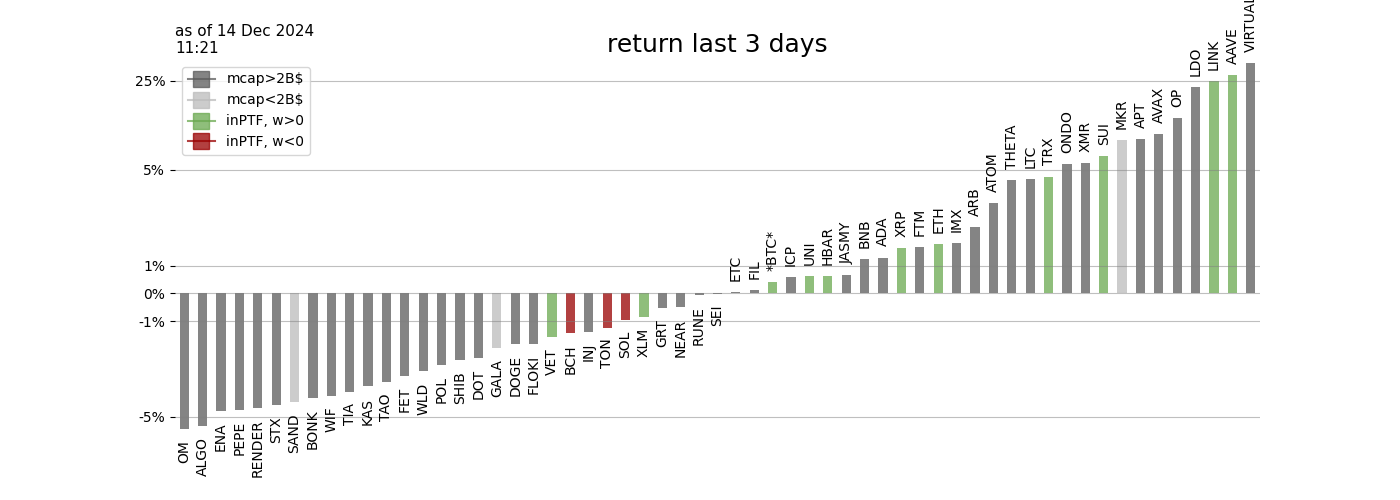 as of 14 Dec 2024
11:21
return last 3 days
mcap>2B$
mcap<2B$
inPTF, w>0
inPTF, w<0
25%
5%
1%
0%
-1%
-5%
OM
ALGO
ENA
PEPE
RENDER
STX
SAND
BONK
WIF
TIA
KAS
TAO
FET
WLD
POL
SHIB
DOT
GALA
DOGE
FLOKI
VET
BCH
INJ
TON
SOL
XLM
GRT
NEAR
RUNE
SEI
ETC
FIL
*BTC*
ICP
UNI
HBAR
JASMY
BNB
ADA
XRP
FTM
ETH
IMX
ARB
ATOM
THETA
LTC
TRX
ONDO
XMR
SUI
MKR
APT
AVAX
OP
LDO
LINK
AAVE
VIRTUAL